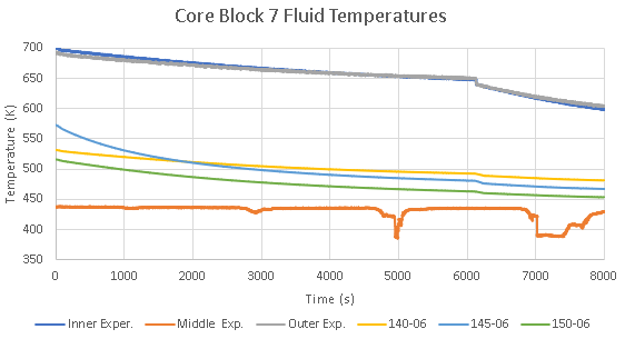 Core Block 7 Fluid Temperatures
700
650
600
550
500
450
400
350
Temperature (K)
0 1000 2000 3000 4000 5000 6000 7000 8000
Time (s)
Inner Exper. Middle Exp. Outer Exp. 140-06 145-06 150-06